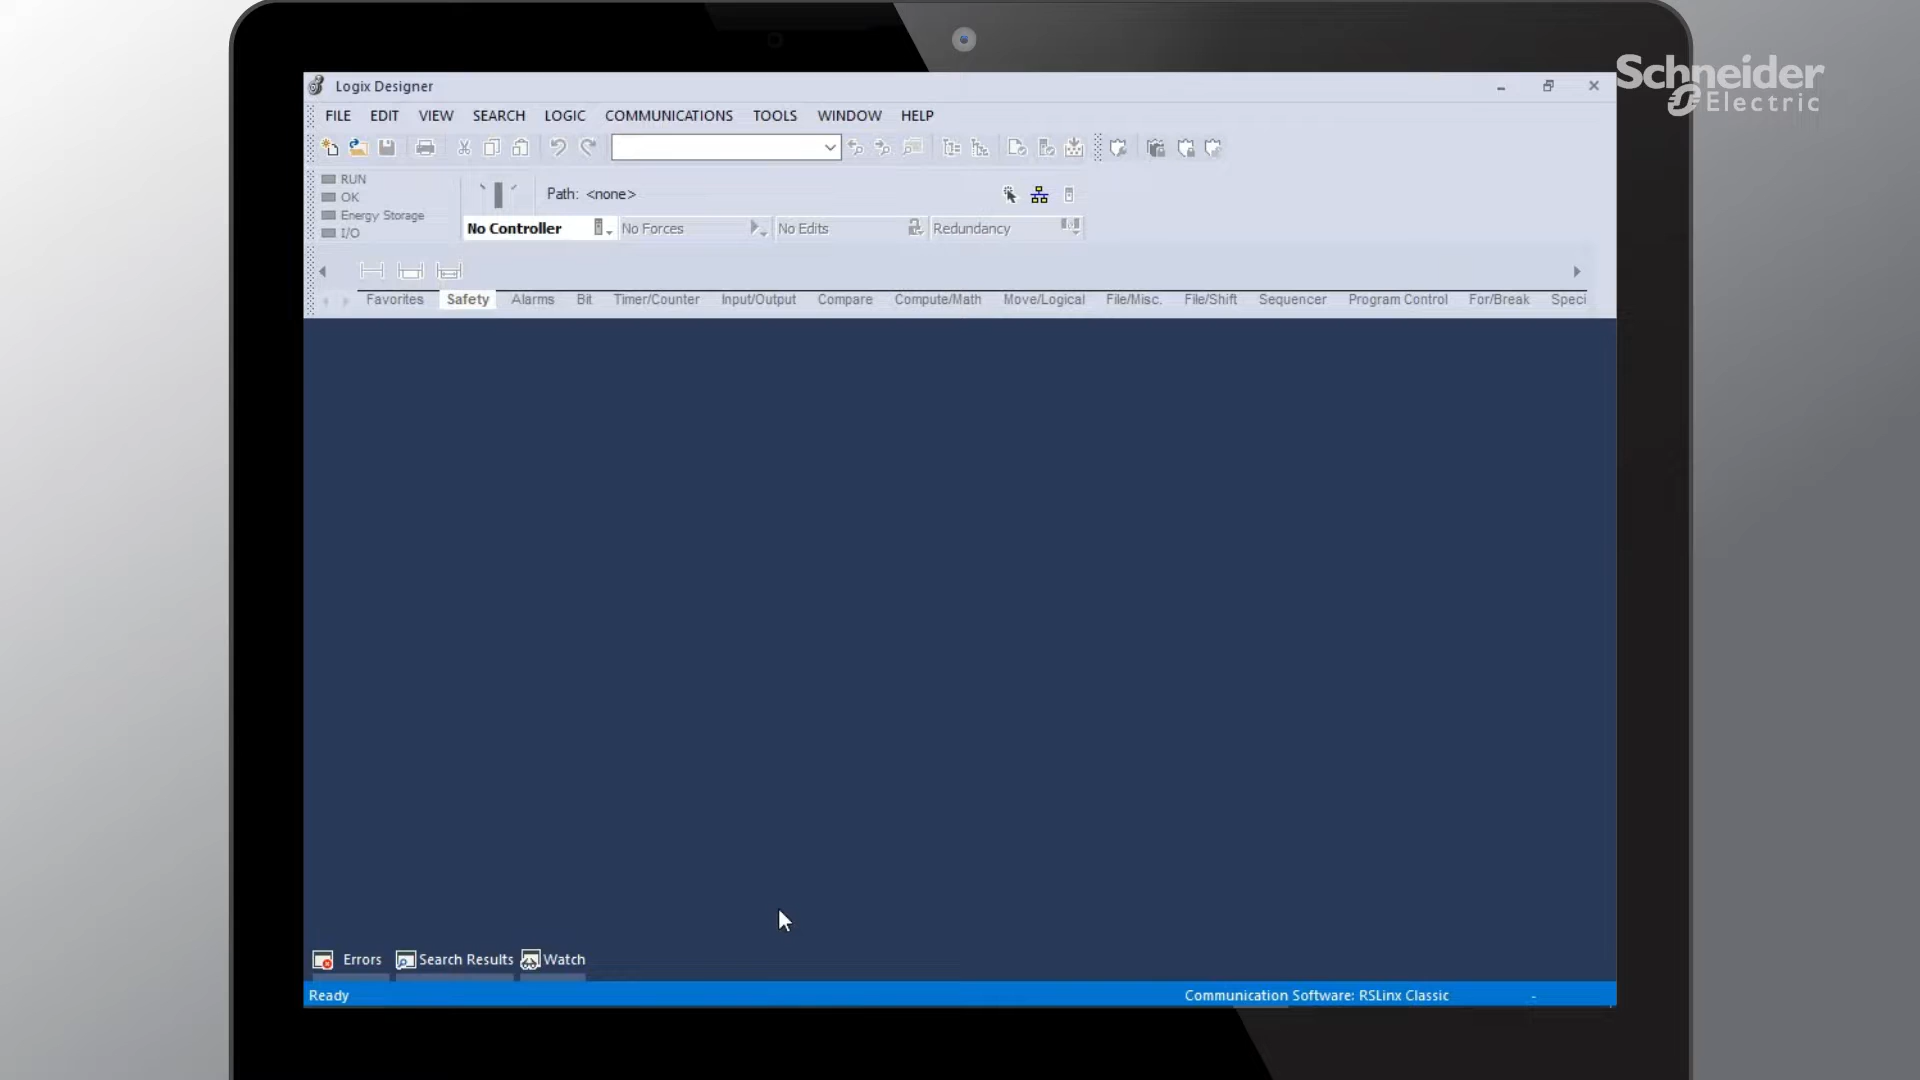 Schneider
Electric
Logix Designer
FILE EDIT VIEW SEARCH LOGIC COMMUNICATIONS TOOLS WINDOW HELP
RUN
OK
Energy Storage
I/O
Path: <none>
No Controller No Forces No Edits Redundancy
Favorites Safety Alarms Bit Timer/Counter Input/Output Compare Compute/Math Move/Logical File/Misc. File/Shift Sequencer Program Control For/Break Speci
Errors Search Results Watch
Ready Communication Software: RSLinx Classic -